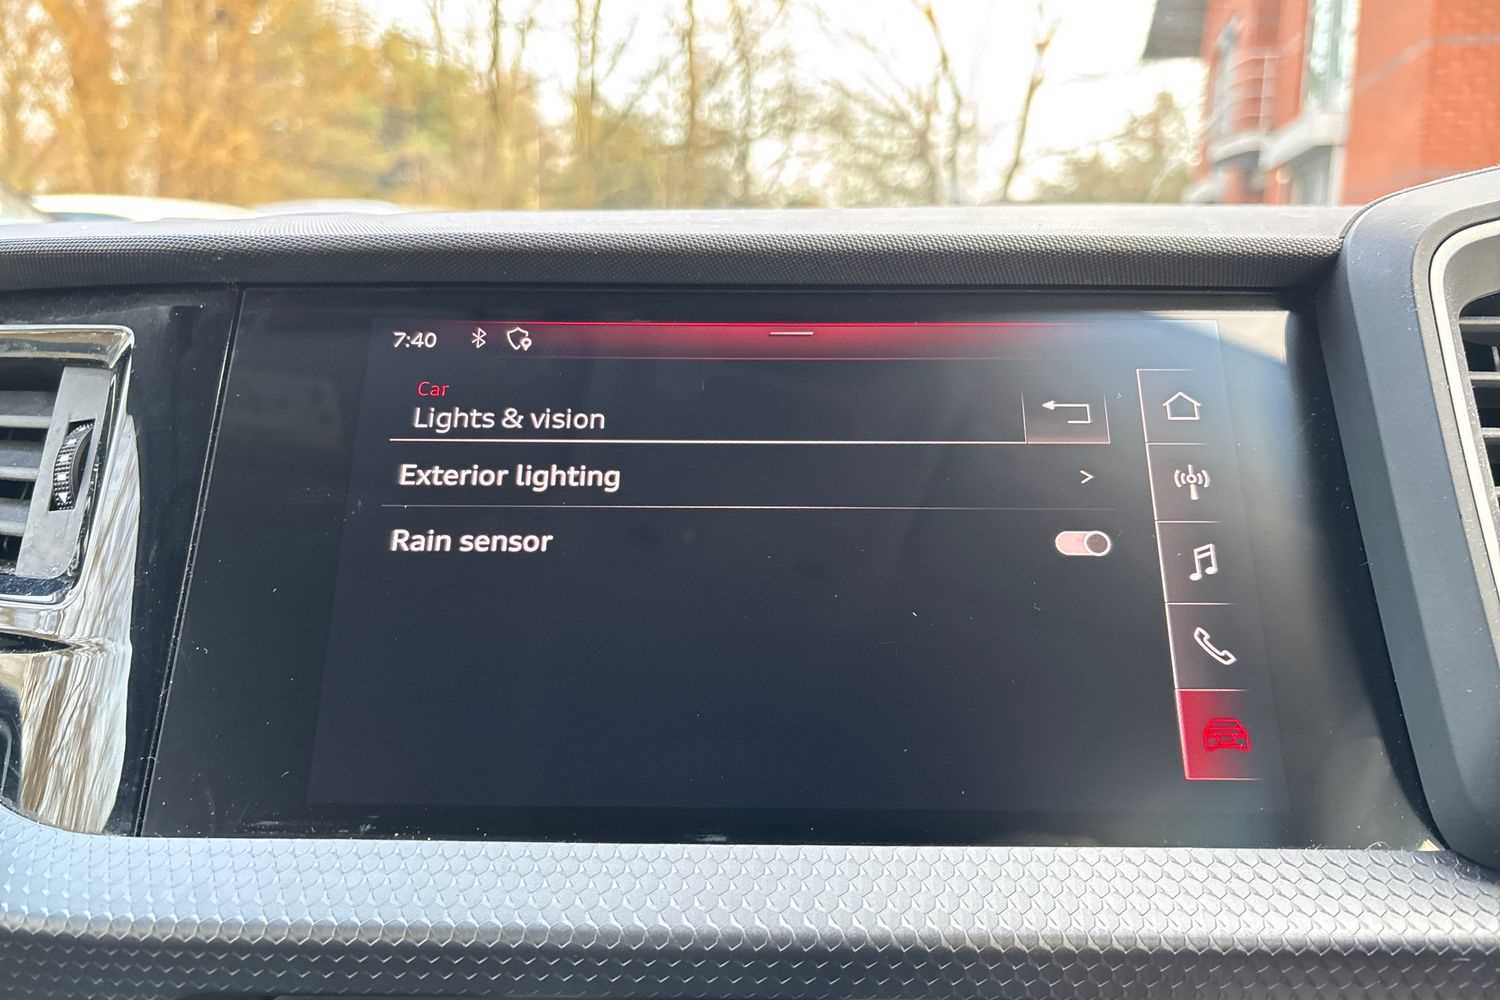 7:40
Car
Lights & vision
Exterior lighting
Rain sensor